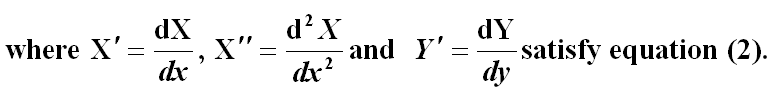 where X′ = dX/dx , X″ = d²X/dx² and Y′ = dY/dy satisfy equation (2).